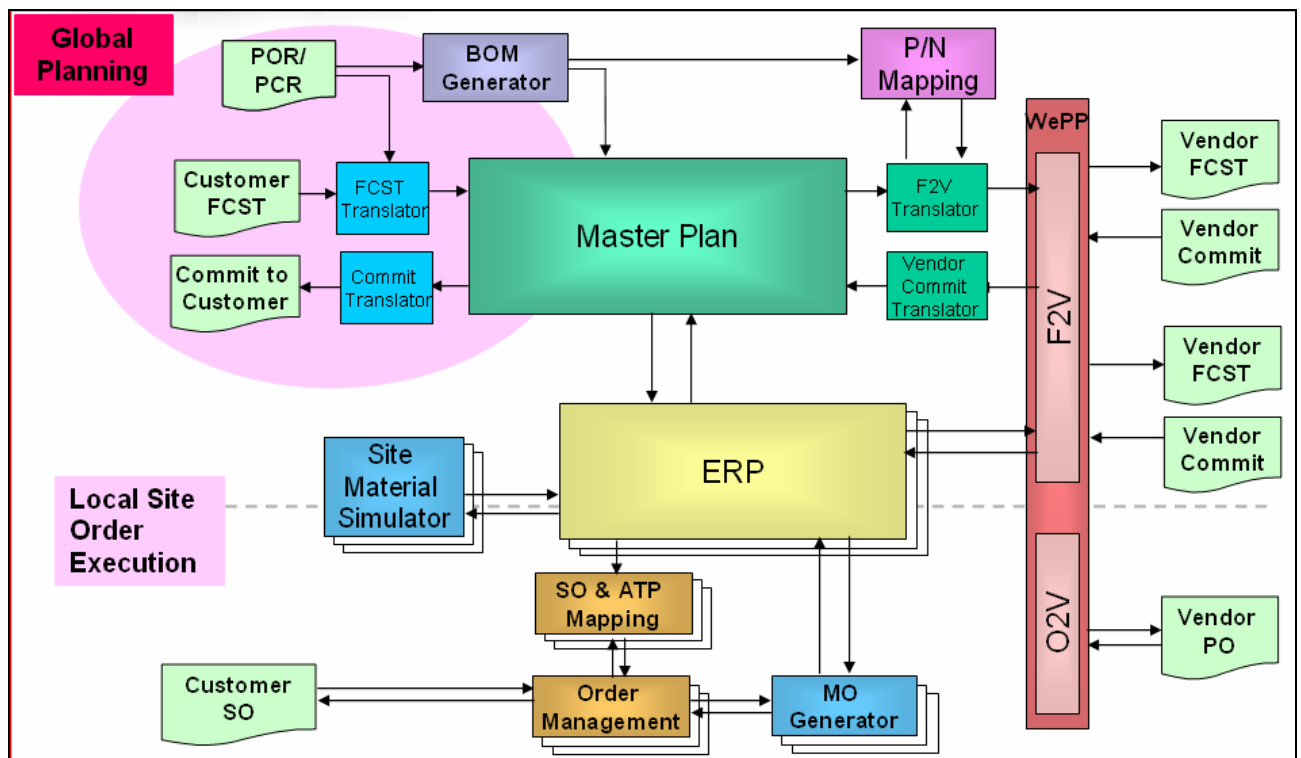 Global
Planning
POR/
PCR
BOM
Generator
P/N
Mapping
WePP
Vendor
FCST
Customer
FCST
FCST
Translator
Master Plan
F2V
Translator
F2V
Vendor
Commit
Commit to
Customer
Commit
Translator
Vendor
Commit
Translator
Vendor
FCST
Site
Material
Simulator
ERP
Vendor
Commit
Local Site
Order
Execution
SO & ATP
Mapping
O2V
Vendor
PO
Customer
SO
Order
Management
MO
Generator